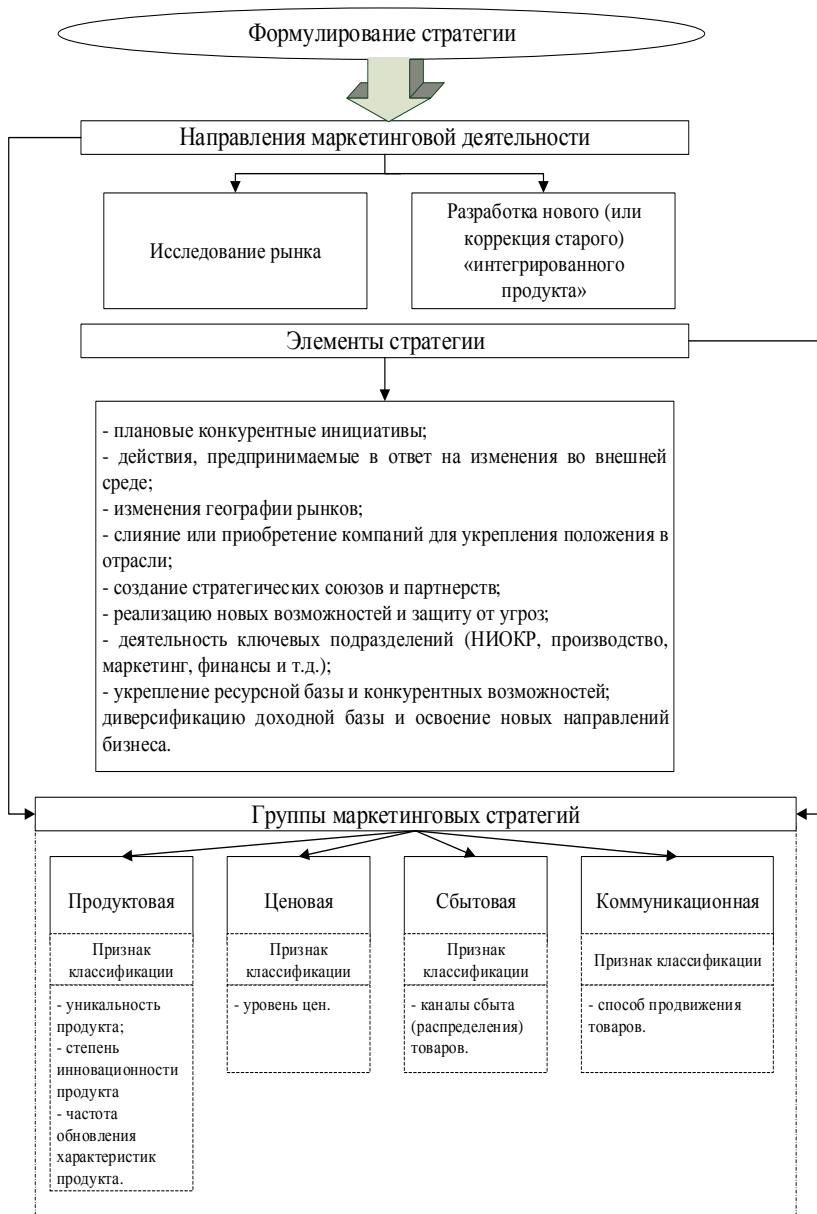 Формулирование стратегии
Направления маркетинговой деятельности
Исследование рынка
Разработка нового (или
коррекция старого)
«интегрированного
продукта»
Элементы стратегии
- плановые конкурентные инициативы;
- действия, предпринимаемые в ответ на изменения во внешней
среде;
- изменения географии рынков;
- слияние или приобретение компаний для укрепления положения в
отрасли;
- создание стратегических союзов и партнерств;
- реализацию новых возможностей и защиту от угроз;
- деятельность ключевых подразделений (НИОКР, производство,
маркетинг, финансы и т.д.);
- укрепление ресурсной базы и конкурентных возможностей;
диверсификацию доходной базы и освоение новых направлений
бизнеса.
Группы маркетинговых стратегий
Продуктовая
Признак
классификации
- уникальность
продукта;
- степень
инновационности
продукта
- частота
обновления
характеристик
продукта.
Ценовая
Признак
классификации
- уровень цен.
Сбытовая
Признак
классификации
- каналы сбыта
(распределения)
товаров.
Коммуникационная
Признак классификации
- способ продвижения
товаров.